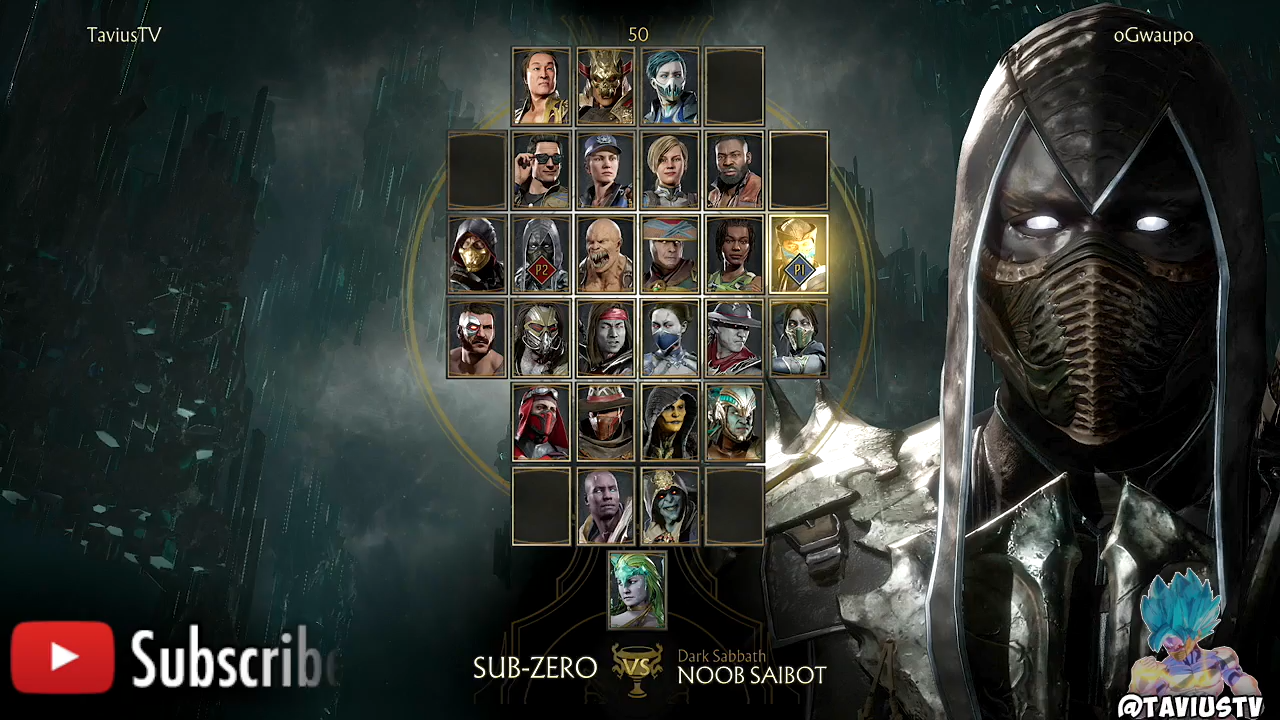 TaviusTV
50
oGwaupo
P2
P1
Subscribe
SUB-ZERO
VS
Dark Sabbath
NOOB SAIBOT
@TAVIUSTV